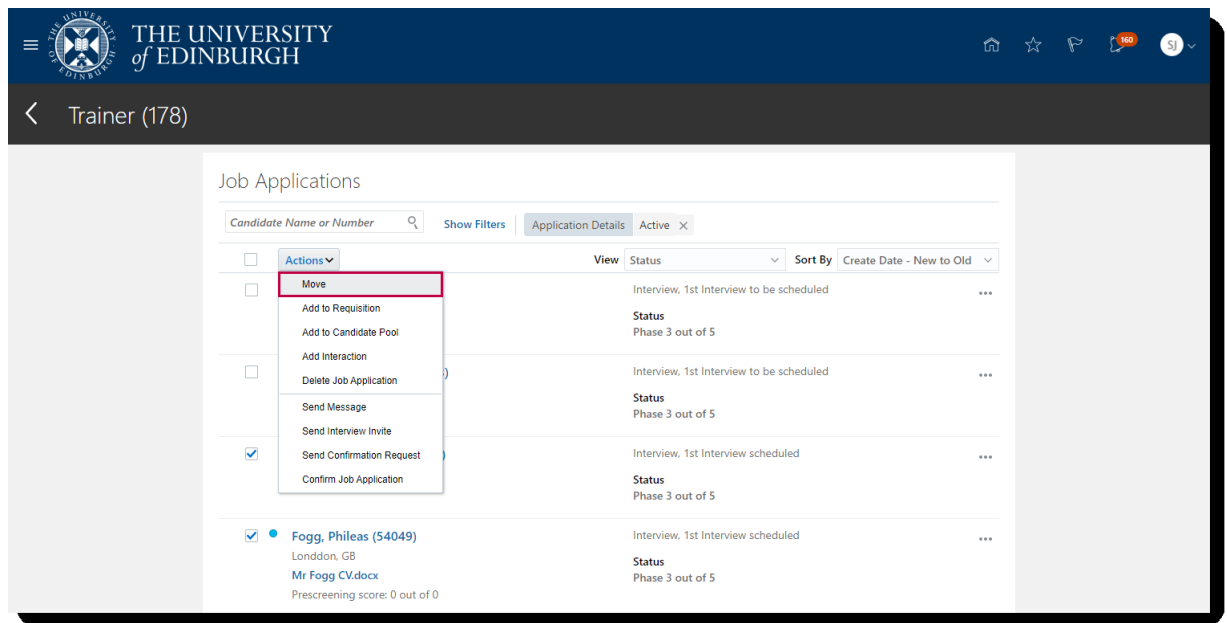 THE UNIVERSITY
of EDINBURGH
THE UNIVERSITY
OF EDINBURGH
160
SJ
Trainer (178)
Job Applications
Candidate Name or Number
Show Filters
Application Details
Active
Actions
View
Status
Sort By
Create Date - New to Old
Move
Add to Requisition
Add to Candidate Pool
Add Interaction
Delete Job Application
Send Message
Send Interview Invite
Send Confirmation Request
Confirm Job Application
Interview, 1st Interview to be scheduled
Status
Phase 3 out of 5
)
Interview, 1st Interview to be scheduled
Status
Phase 3 out of 5
)
Interview, 1st Interview scheduled
Status
Phase 3 out of 5
Fogg, Phileas (54049)
Londdon, GB
Mr Fogg CV.docx
Prescreening score: 0 out of 0
Interview, 1st Interview scheduled
Status
Phase 3 out of 5